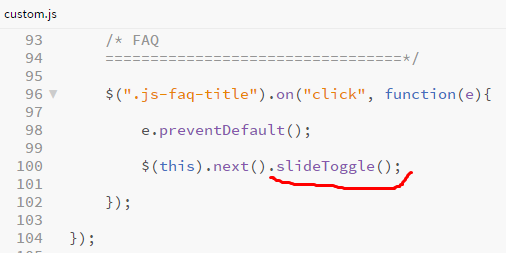 custom.js
93 /* FAQ
94 =================================*/
95
96 $(".js-faq-title").on("click", function(e){
97
98 e.preventDefault();
99
100 $(this).next().slideToggle();
101
102 });
103
104 });
105